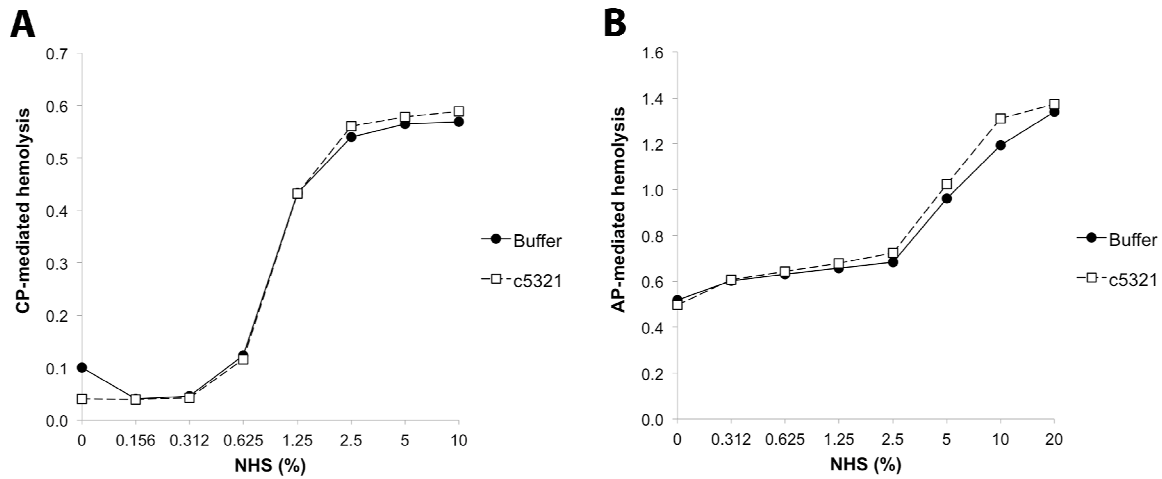 A
0.7
0.6
0.5
0.4
0.3
0.2
0.1
0.0
CP-mediated hemolysis
0 0.156 0.312 0.625 1.25 2.5 5 10
NHS (%)
Buffer
c5321
B
1.6
1.4
1.2
1.0
0.8
0.6
0.4
0.2
0.0
AP-mediated hemolysis
0 0.312 0.625 1.25 2.5 5 10 20
NHS (%)
Buffer
c5321